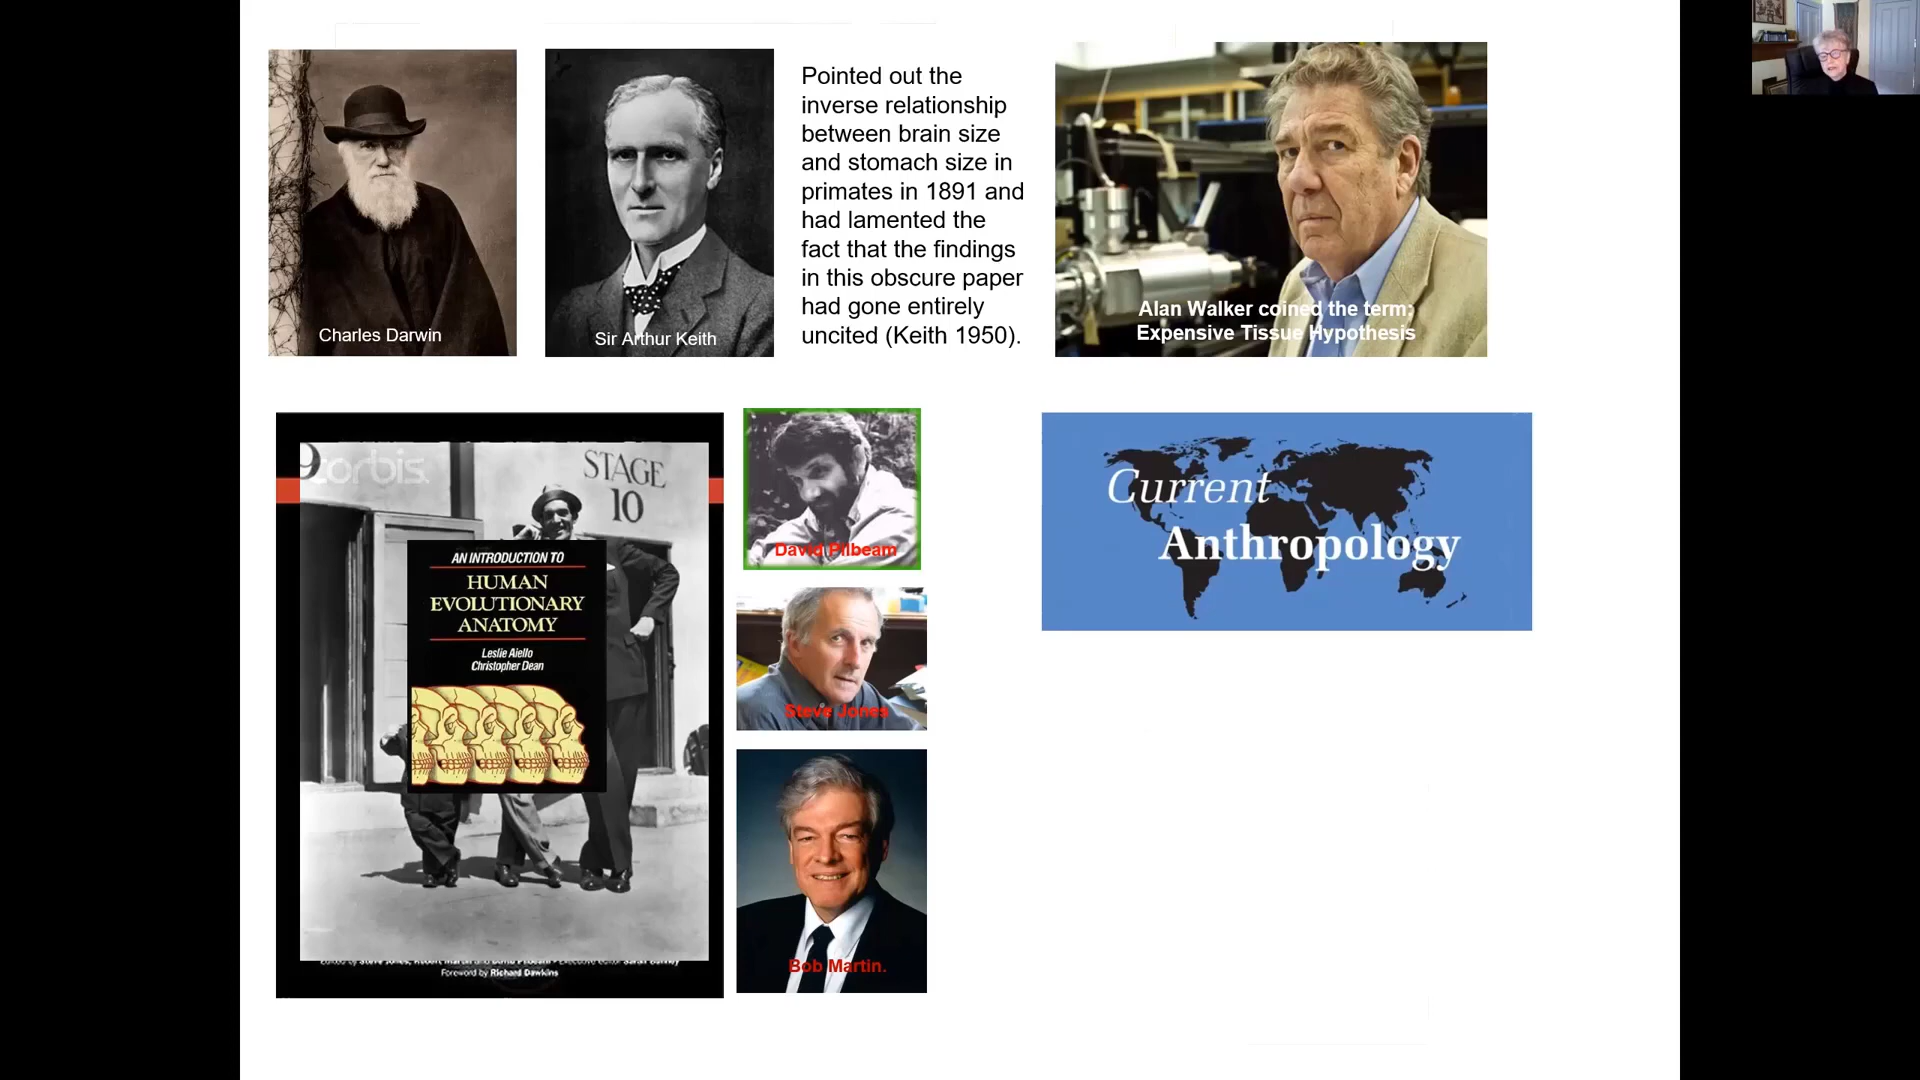 Charles Darwin
Sir Arthur Keith
Pointed out the
inverse relationship
between brain size
and stomach size in
primates in 1891 and
had lamented the
fact that the findings
in this obscure paper
had gone entirely
uncited (Keith 1950).
Alan Walker coined the term:
Expensive Tissue Hypothesis
corbis.
STAGE
10
AN INTRODUCTION TO
HUMAN
EVOLUTIONARY
ANATOMY
Leslie Aiello
Christopher Dean
Foreword by Richard Dawkins
David Pilbeam
Steve Jones
Bob Martin.
Current
Anthropology